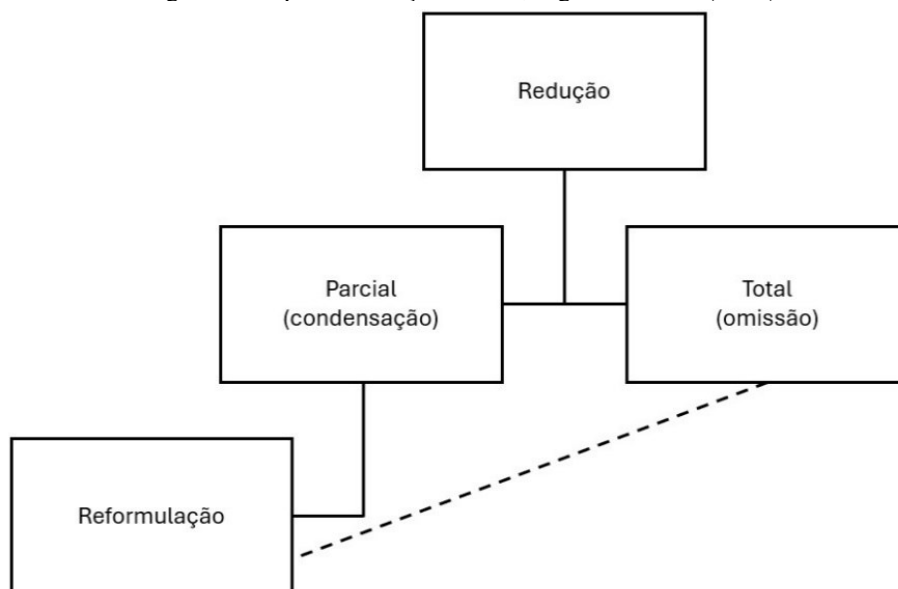 Redução
Parcial
(condensação)
Total
(omissão)
Reformulação